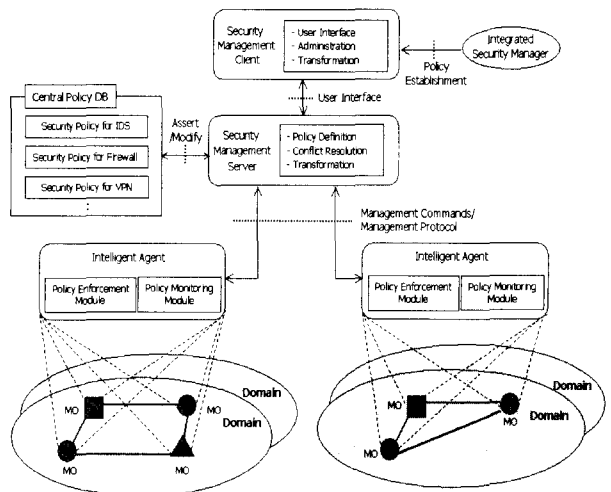 Security
Management
Client
- User Interface
- Administration
- Transformation
Integrated
Security Manager
Policy
Establishment
User Interface
Central Policy DB
Security Policy for IDS
Security Policy for Firewall
Security Policy for VPN
:
Assert
/Modify
Security
Management
Server
- Policy Definition
- Conflict Resolution
- Transformation
Management Commands/
Management Protocol
Intelligent Agent
Policy Enforcement
Module
Policy Monitoring
Module
Intelligent Agent
Policy Enforcement
Module
Policy Monitoring
Module
Domain
Domain
MO
MO
MO
MO
Domain
Domain
MO
MO
MO